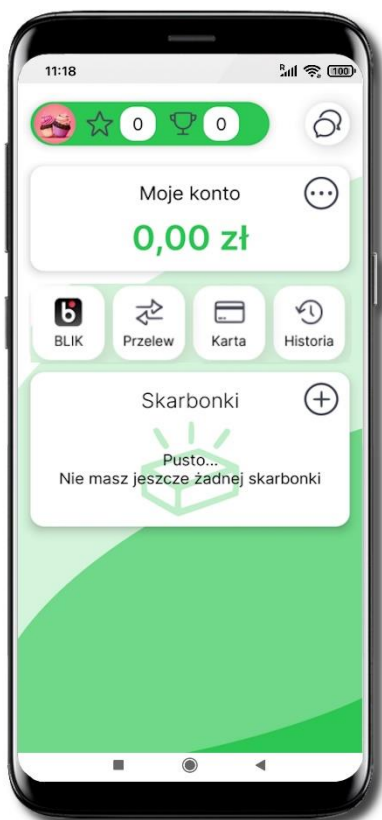 11:18
R
100
0
0
Moje konto
0,00 zł
b
BLIK
Przelew
Karta
Historia
Skarbonki
Pusto...
Nie masz jeszcze żadnej skarbonki